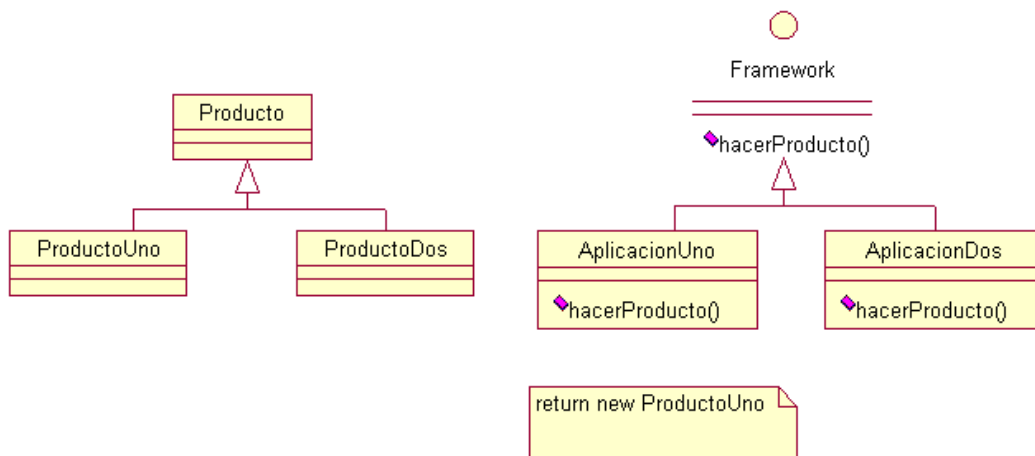 Framework
Producto
hacerProducto()
ProductoUno
ProductoDos
AplicacionUno
AplicacionDos
hacerProducto()
hacerProducto()
return new ProductoUno